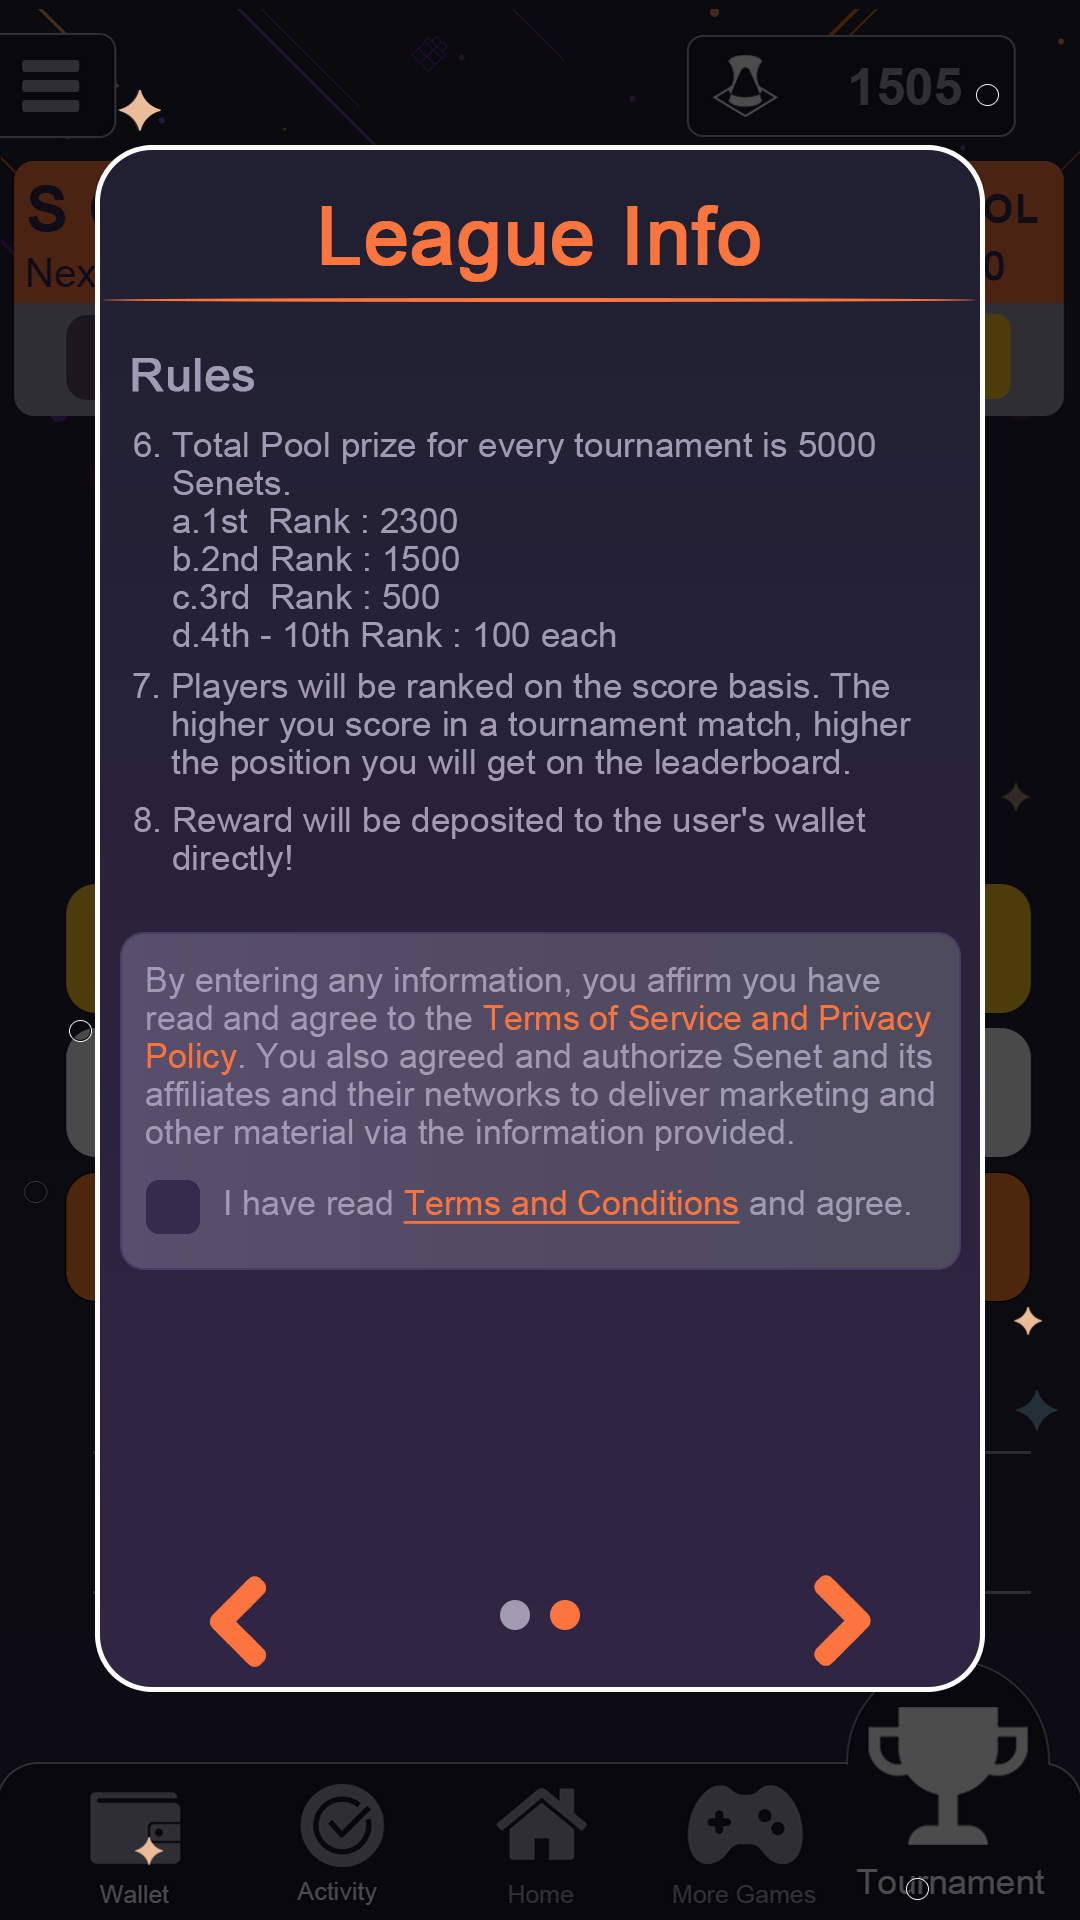 1505
S
OL
Nex
0
League Info
Rules
6. Total Pool prize for every tournament is 5000
Senets.
a.1st  Rank : 2300
b.2nd Rank : 1500
c.3rd  Rank : 500
d.4th - 10th Rank : 100 each
7. Players will be ranked on the score basis. The
higher you score in a tournament match, higher
the position you will get on the leaderboard.
8. Reward will be deposited to the user's wallet
directly!
By entering any information, you affirm you have
read and agree to the Terms of Service and Privacy
Policy. You also agreed and authorize Senet and its
affiliates and their networks to deliver marketing and
other material via the information provided.
I have read Terms and Conditions and agree.
Wallet
Activity
Home
More Games
Tournament